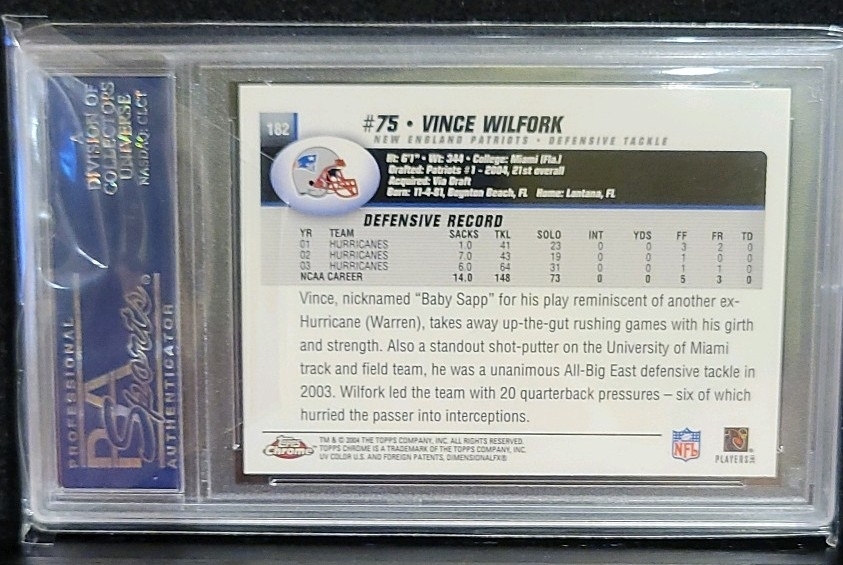 DIVISION OF
COLLECTORS
UNIVERSE
NASDAQ: CLCT
PROFESSIONAL
PSA
Sports
AUTHENTICATOR
182
#75 • VINCE WILFORK
NEW ENGLAND PATRIOTS • DEFENSIVE TACKLE
Ht: 6'1" • Wt: 344 • College: Miami (Fla.)
Drafted: Patriots #1 - 2004, 21st overall
Acquired: Via Draft
Born: 11-4-81, Boynton Beach, FL Home: Lantana, FL
DEFENSIVE RECORD
YR TEAM SACKS TKL SOLO INT YDS FF FR TD
01 HURRICANES 1.0 41 23 0 0 3 2 0
02 HURRICANES 7.0 43 19 0 0 1 0 0
03 HURRICANES 6.0 64 31 0 0 1 1 0
NCAA CAREER 14.0 148 73 0 0 5 3 0
Vince, nicknamed "Baby Sapp" for his play reminiscent of another ex-
Hurricane (Warren), takes away up-the-gut rushing games with his girth
and strength. Also a standout shot-putter on the University of Miami
track and field team, he was a unanimous All-Big East defensive tackle in
2003. Wilfork led the team with 20 quarterback pressures – six of which
hurried the passer into interceptions.
Topps
Chrome
TM & © 2004 THE TOPPS COMPANY, INC. ALL RIGHTS RESERVED.
TOPPS CHROME IS A TRADEMARK OF THE TOPPS COMPANY, INC.
UV COLOR U.S. AND FOREIGN PATENTS, DIMENSIONALFX®
NFL
PLAYERS